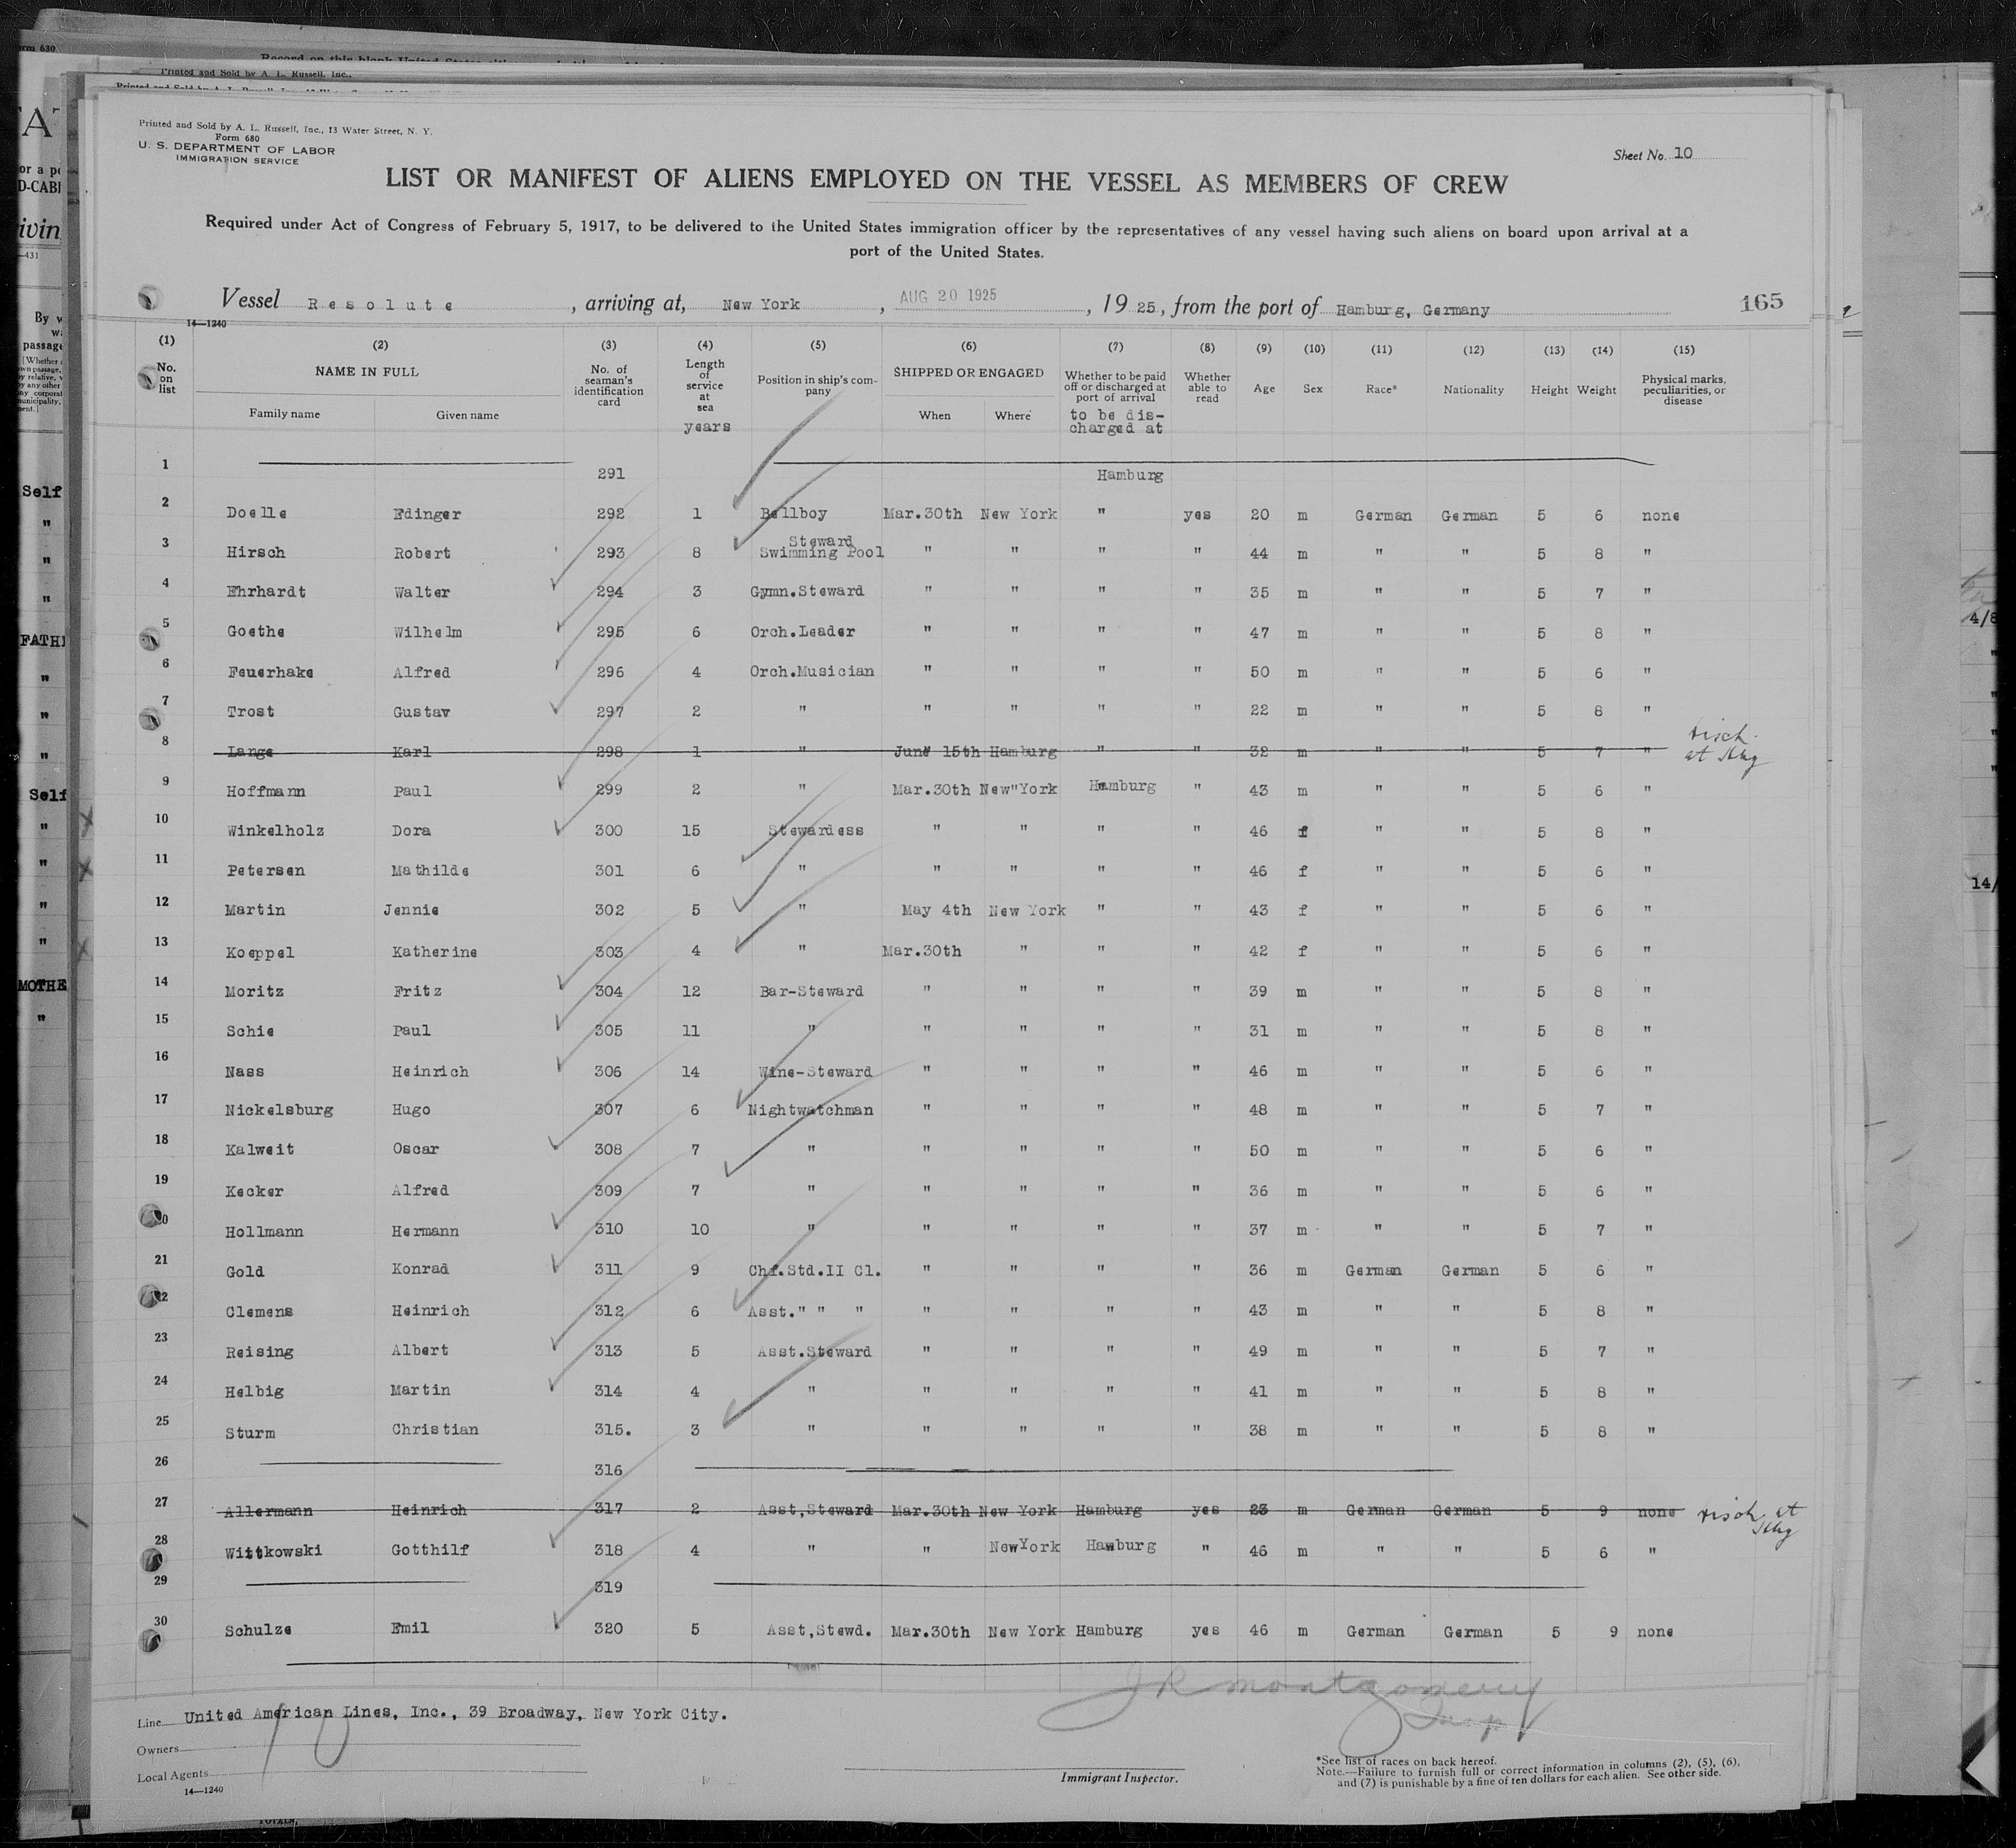 Printed and Sold by A. L. Russell, Inc., 13 Water Street, N. Y.
Form 680
U. S. DEPARTMENT OF LABOR
IMMIGRATION SERVICE
Sheet No. 10
LIST OR MANIFEST OF ALIENS EMPLOYED ON THE VESSEL AS MEMBERS OF CREW
Required under Act of Congress of February 5, 1917, to be delivered to the United States immigration officer by the representatives of any vessel having such aliens on board upon arrival at a
port of the United States.
Vessel Resolute, arriving at, New York, AUG 20 1925, 1925, from the port of Hamburg, Germany 165
14—1240
(1) (2) (3) (4) (5) (6) (7) (8) (9) (10) (11) (12) (13) (14) (15)
No. on list NAME IN FULL Family name Given name No. of seaman's identification card Length of service at sea years Position in ship's company SHIPPED OR ENGAGED When Where Whether to be paid off or discharged at port of arrival to be discharged at Whether able to read Age Sex Race* Nationality Height Weight Physical marks, peculiarities, or disease
1 291 Hamburg
2 Doelle Edinger 292 1 Bellboy Mar.30th New York " yes 20 m German German 5 6 none
3 Hirsch Robert 293 8 Steward Swimming Pool " " " " 44 m " " 5 8 "
4 Ehrhardt Walter 294 3 Gymn.Steward " " " " 35 m " " 5 7 "
5 Goethe Wilhelm 295 6 Orch.Leader " " " " 47 m " " 5 8 "
6 Feuerhake Alfred 296 4 Orch.Musician " " " " 50 m " " 5 6 "
7 Trost Gustav 297 2 " " " " " 22 m " " 5 8 "
8 Lange Karl 298 1 " June 15th Hamburg " " 32 m " " 5 7 " at Hbg
9 Hoffmann Paul 299 2 " Mar.30th New"York Hamburg " 43 m " " 5 6 "
10 Winkelholz Dora 300 15 Stewardess " " " " 46 f " " 5 8 "
11 Petersen Mathilde 301 6 " " " " " 46 f " " 5 6 "
12 Martin Jennie 302 5 " May 4th New York " " 43 f " " 5 6 "
13 Koeppel Katherine 303 4 " Mar.30th " " " 42 f " " 5 6 "
14 Moritz Fritz 304 12 Bar-Steward " " " " 39 m " " 5 8 "
15 Schie Paul 305 11 " " " " " 31 m " " 5 8 "
16 Nass Heinrich 306 14 Wine-Steward " " " " 46 m " " 5 6 "
17 Nickelsburg Hugo 307 6 Nightwatchman " " " " 48 m " " 5 7 "
18 Kalweit Oscar 308 7 " " " " " 50 m " " 5 6 "
19 Kecker Alfred 309 7 " " " " " 36 m " " 5 6 "
20 Hollmann Hermann 310 10 " " " " " 37 m " " 5 7 "
21 Gold Konrad 311 9 Chf.Std.II Cl. " " " " 36 m German German 5 6 "
22 Clemens Heinrich 312 6 Asst." " " " " " " 43 m " " 5 8 "
23 Reising Albert 313 5 Asst.Steward " " " " 49 m " " 5 7 "
24 Helbig Martin 314 4 " " " " " 41 m " " 5 8 "
25 Sturm Christian 315. 3 " " " " " 38 m " " 5 8 "
26 316
27 Allermann Heinrich 317 2 Asst,Steward Mar.30th New York Hamburg yes 23 m German German 5 9 none at Hbg
28 Wittkowski Gotthilf 318 4 " " NewYork Hamburg " 46 m " " 5 6 "
29 319
30 Schulze Emil 320 5 Asst,Stewd. Mar.30th New York Hamburg yes 46 m German German 5 9 none
J R Montgomery
Insp
Line United American Lines, Inc., 39 Broadway, New York City.
Owners
Local Agents
14—1240
10
Immigrant Inspector.
*See list of races on back hereof.
Note.—Failure to furnish full or correct information in columns (2), (5), (6),
and (7) is punishable by a fine of ten dollars for each alien. See other side.